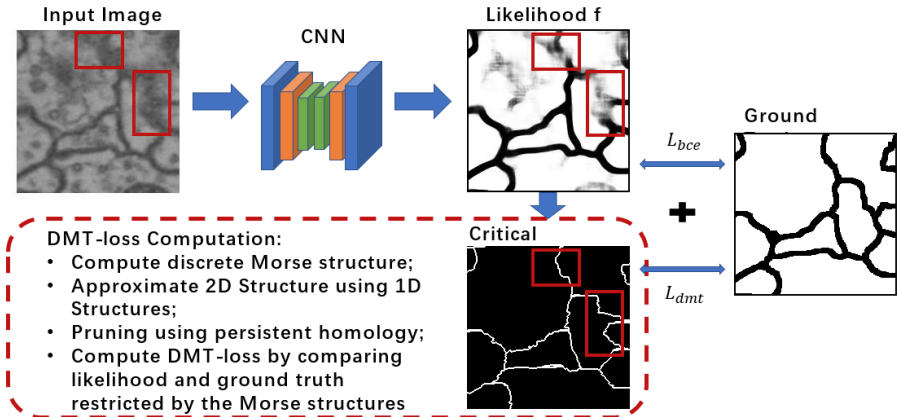 Input Image
CNN
Likelihood f
Ground
L_bce
DMT-loss Computation:
• Compute discrete Morse structure;
• Approximate 2D Structure using 1D
Structures;
• Pruning using persistent homology;
• Compute DMT-loss by comparing
likelihood and ground truth
restricted by the Morse structures
Critical
+
L_dmt